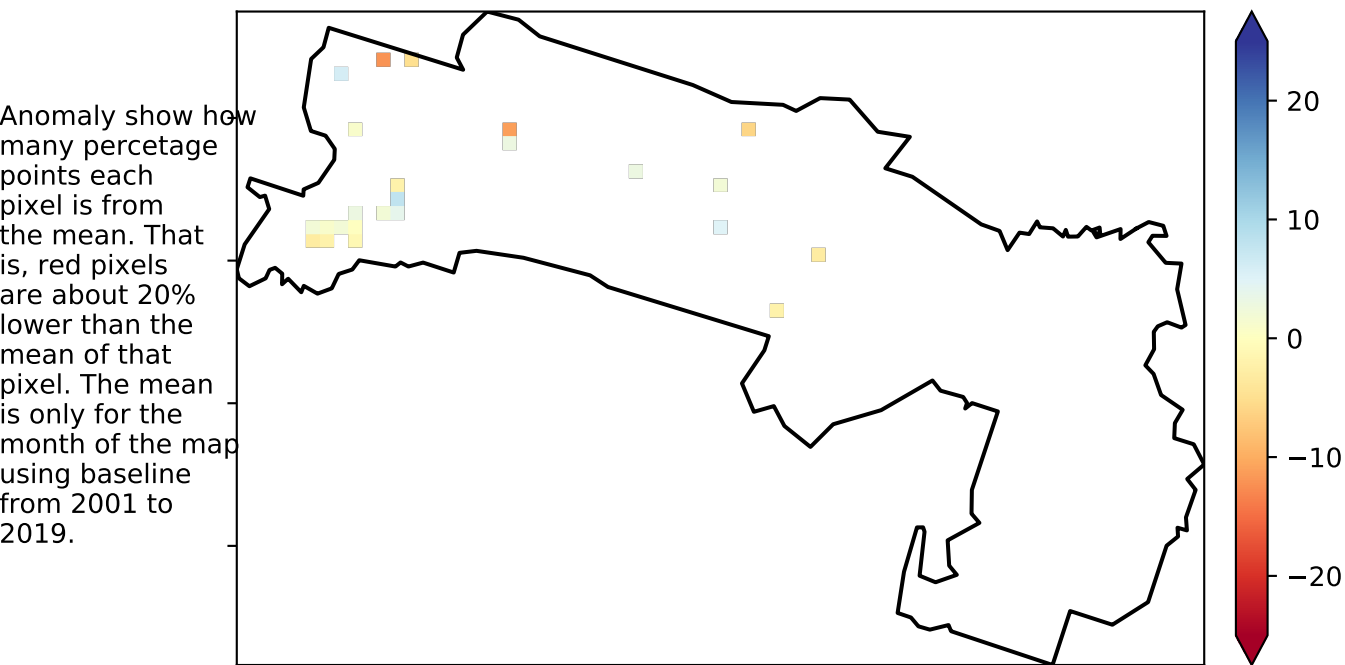 Anomaly show how
many percetage
points each
pixel is from
the mean. That
is, red pixels
are about 20%
lower than the
mean of that
pixel. The mean
is only for the
month of the map
using baseline
from 2001 to
2019.
20
10
0
−10
−20